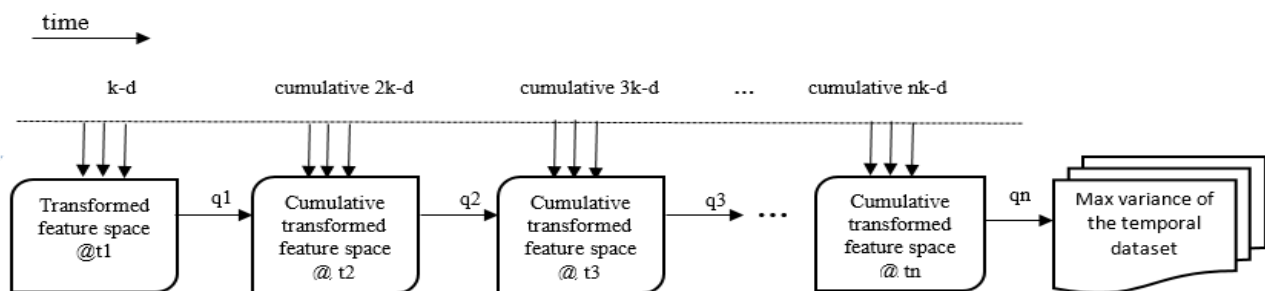 time
k-d cumulative 2k-d cumulative 3k-d ... cumulative nk-d
Transformed
feature space
@t1
q1
Cumulative
transformed
feature space
@ t2
q2
Cumulative
transformed
feature space
@ t3
q3
...
Cumulative
transformed
feature space
@ tn
qn
Max variance of
the temporal
dataset